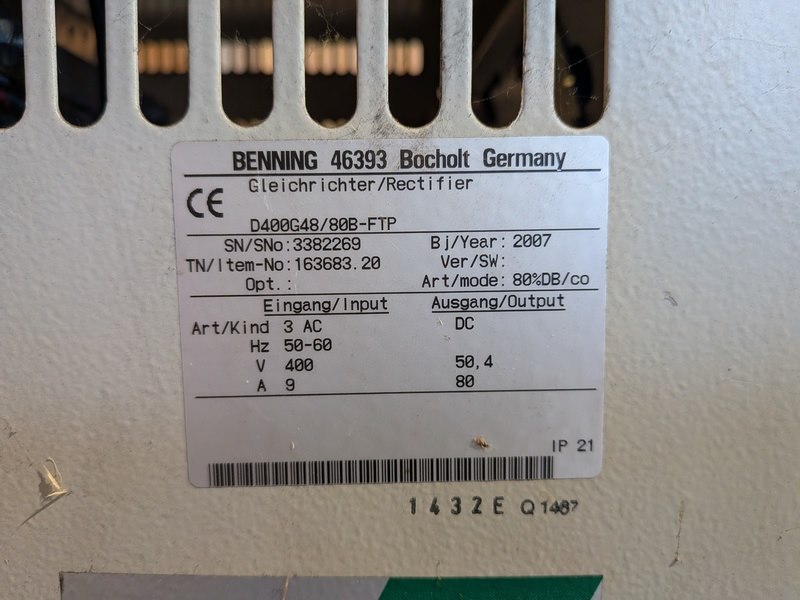 BENNING 46393 Bocholt Germany
Gleichrichter/Rectifier
CE
D400G48/80B-FTP
SN/SNo: 3382269 Bj/Year: 2007
TN/Item-No: 163683.20 Ver/SW:
Opt.: Art/mode: 80%DB/co
Eingang/Input Ausgang/Output
Art/Kind 3 AC DC
Hz 50-60
V 400 50,4
A 9 80
IP 21
1432E Q1487